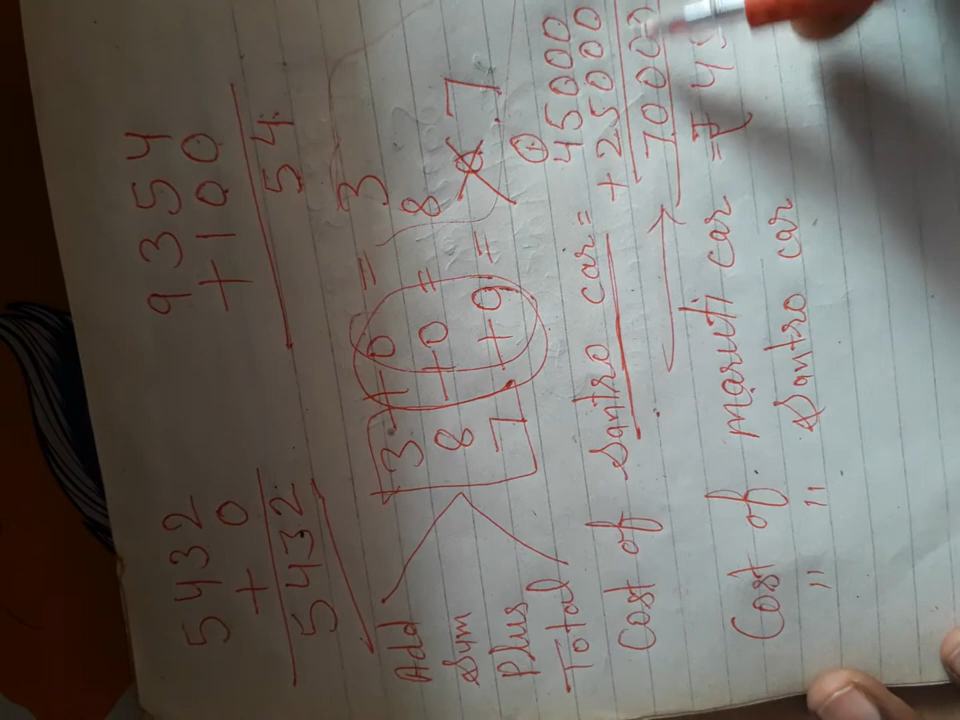 5432
+ 0
5432
9354
+100
54
Add
Sum
Plus
Total
3 + 0 = 3
8 + 0 = 8
7 + 9 = 7
①
45000
Cost of Santro car = + 25000
70000
Cost of maruti car = ₹ 45
" " Santro car